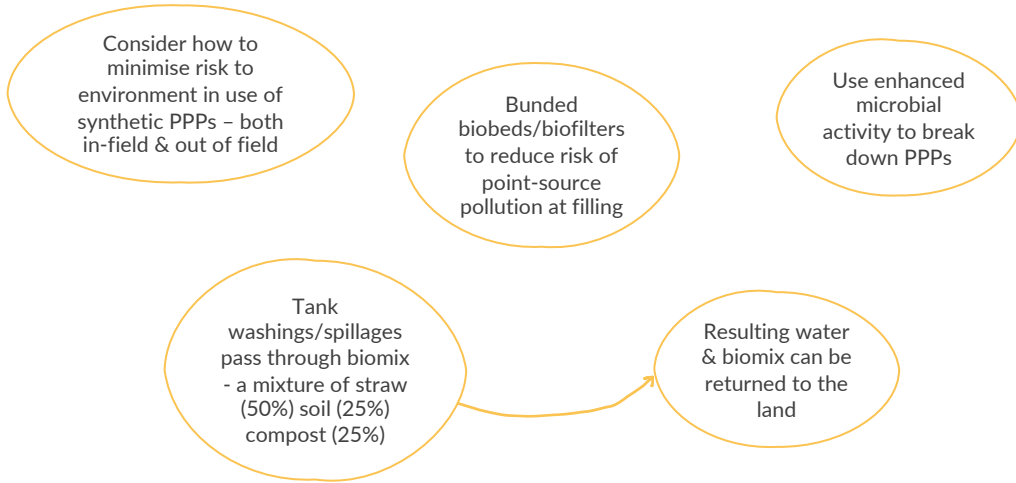 Consider how to
minimise risk to
environment in use of
synthetic PPPs – both
in-field & out of field
Bunded
biobeds/biofilters
to reduce risk of
point-source
pollution at filling
Use enhanced
microbial
activity to break
down PPPs
Tank
washings/spillages
pass through biomix
- a mixture of straw
(50%) soil (25%)
compost (25%)
Resulting water
& biomix can be
returned to the
land